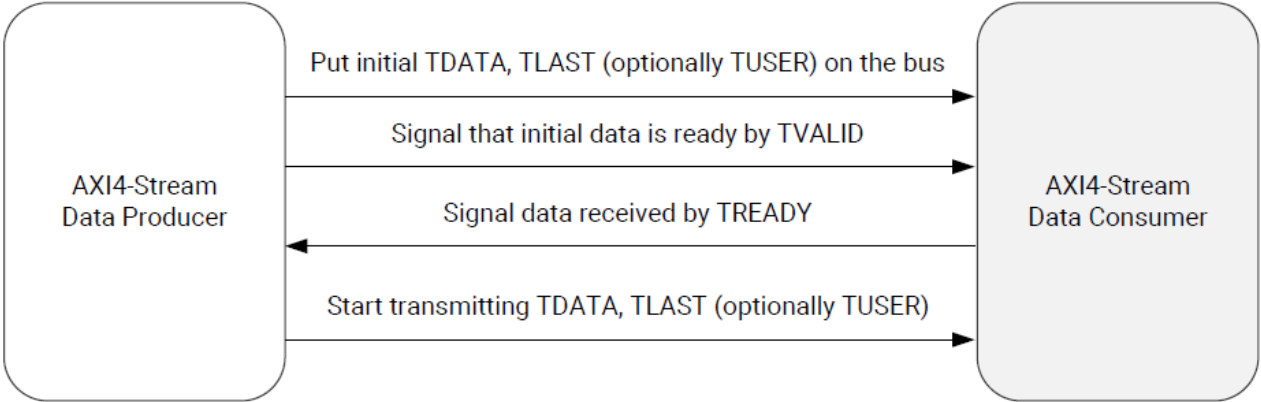 Put initial TDATA, TLAST (optionally TUSER) on the bus
Signal that initial data is ready by TVALID
AXI4-Stream
Data Producer
Signal data received by TREADY
AXI4-Stream
Data Consumer
Start transmitting TDATA, TLAST (optionally TUSER)